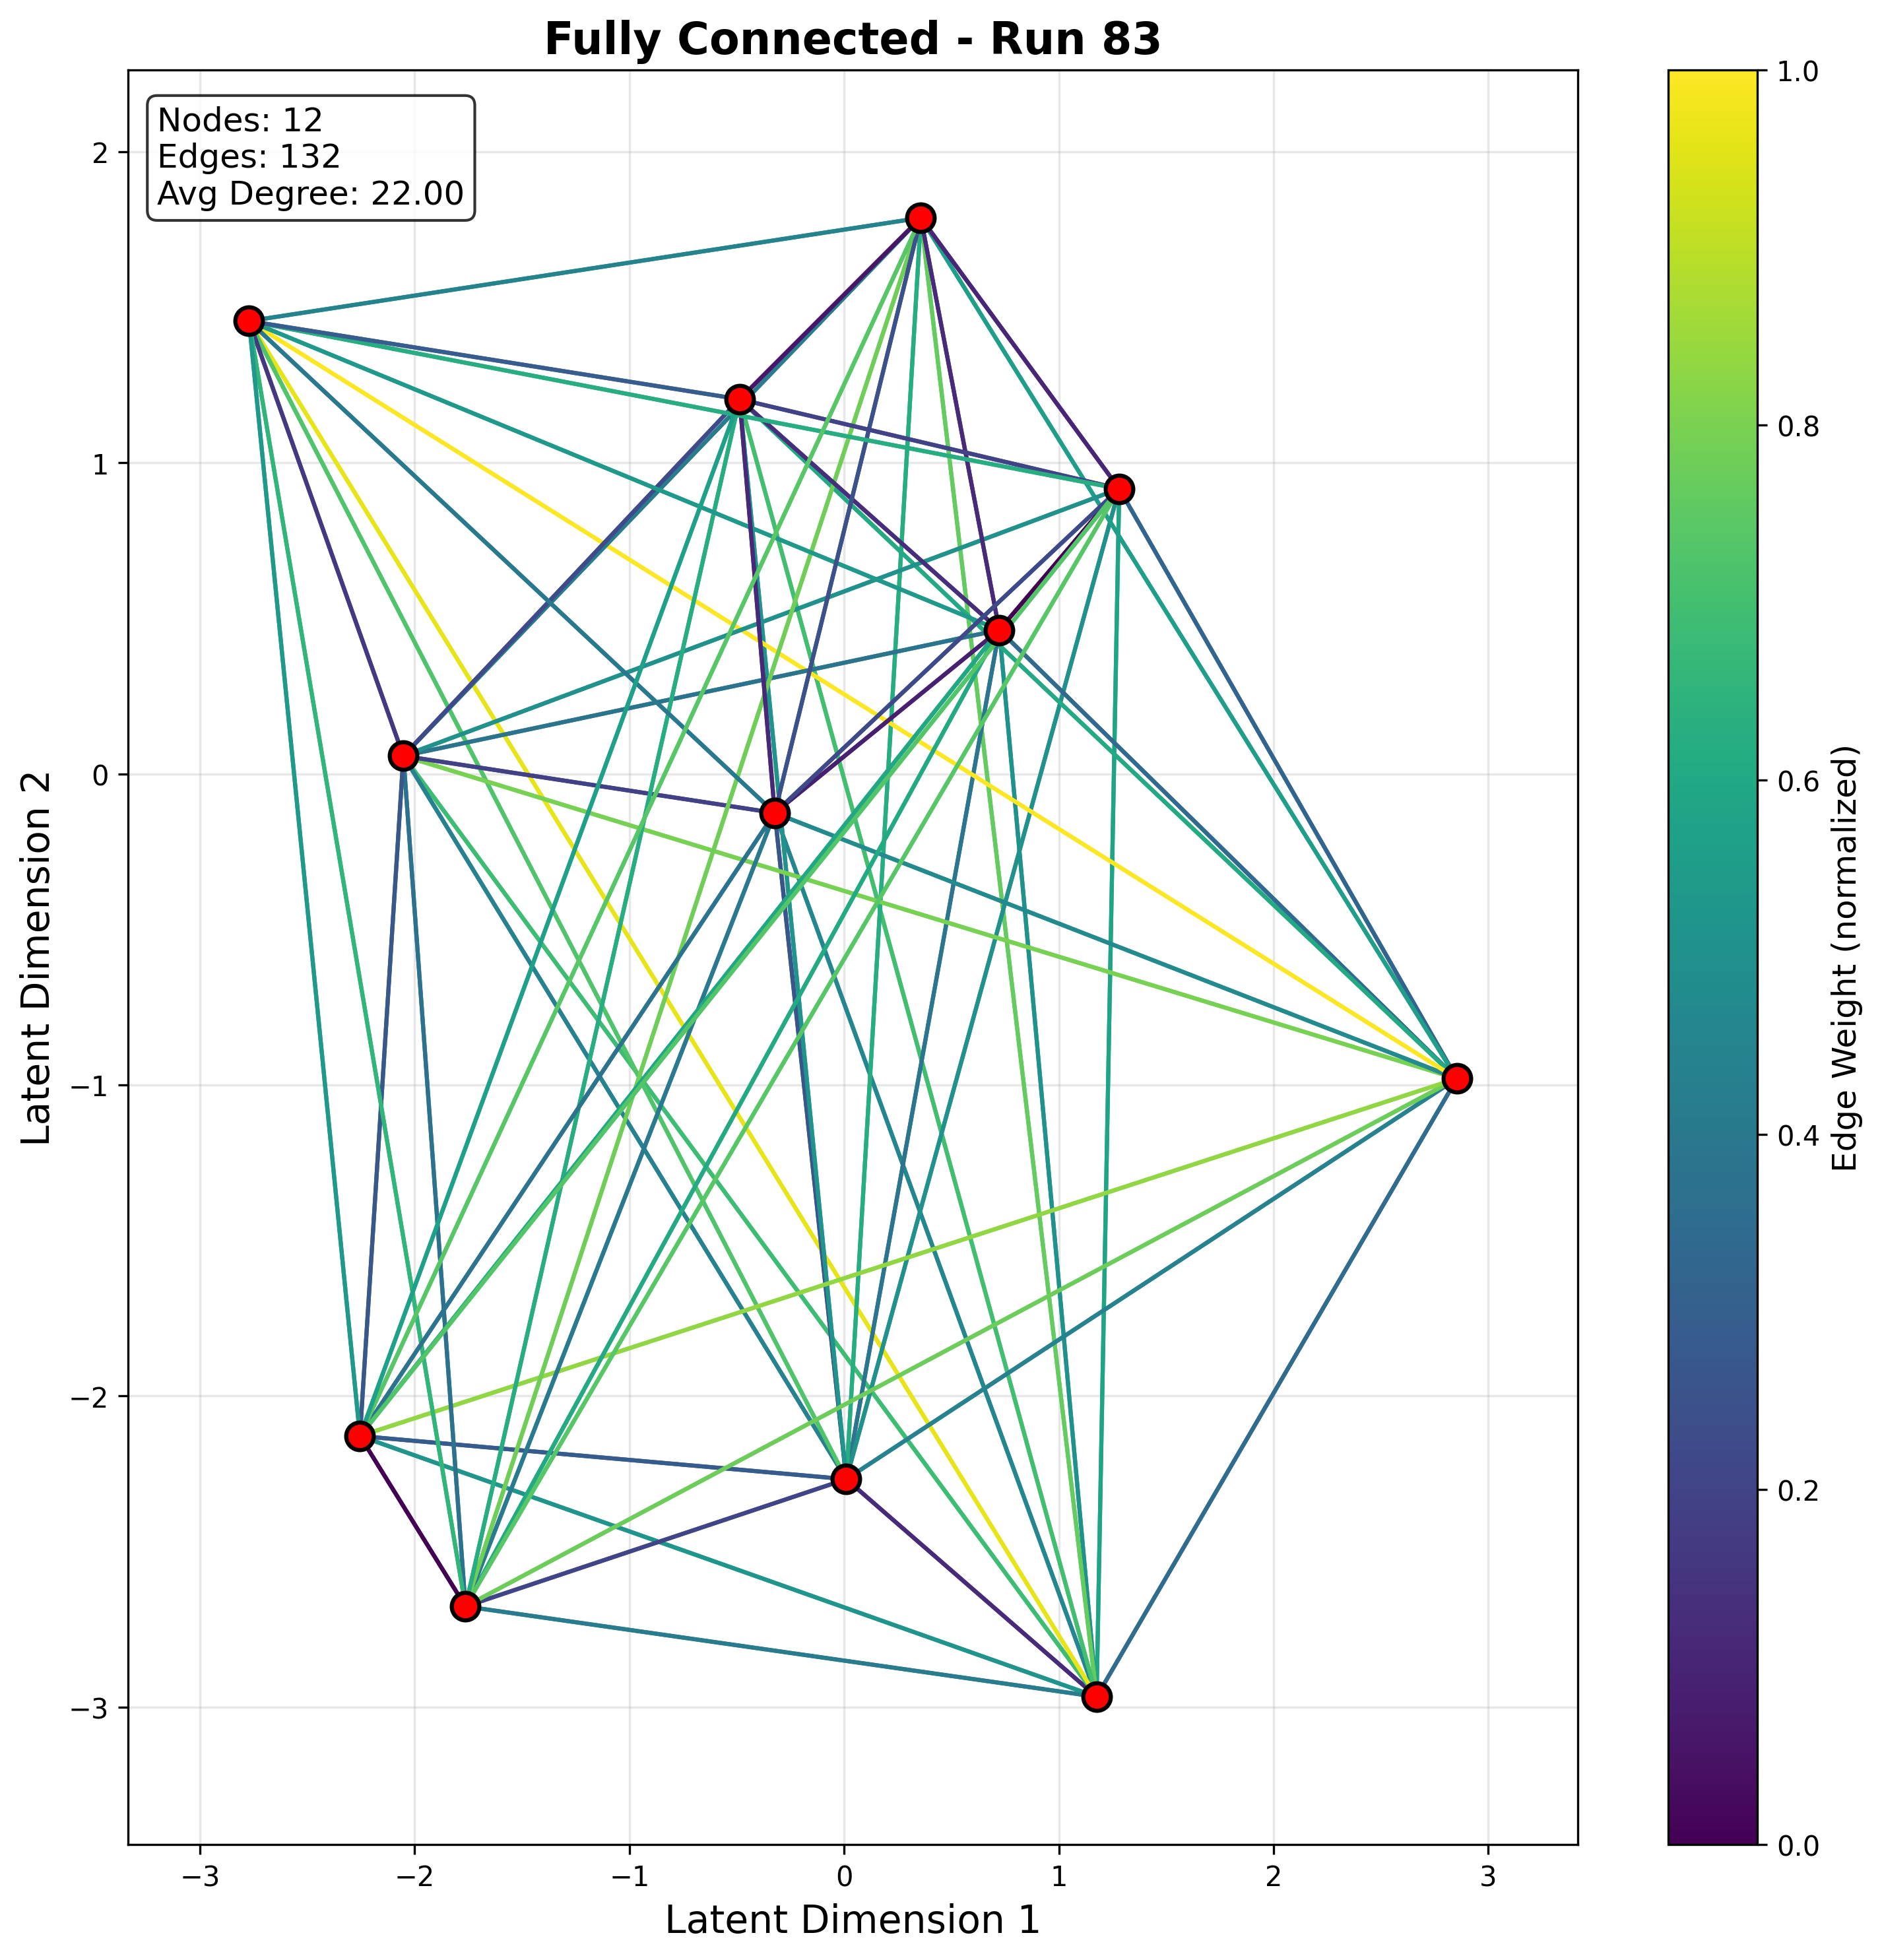 Fully Connected - Run 83
Nodes: 12
Edges: 132
Avg Degree: 22.00
2
1
0
−1
−2
−3
Latent Dimension 2
−3
−2
−1
0
1
2
3
Latent Dimension 1
1.0
0.8
0.6
0.4
0.2
0.0
Edge Weight (normalized)